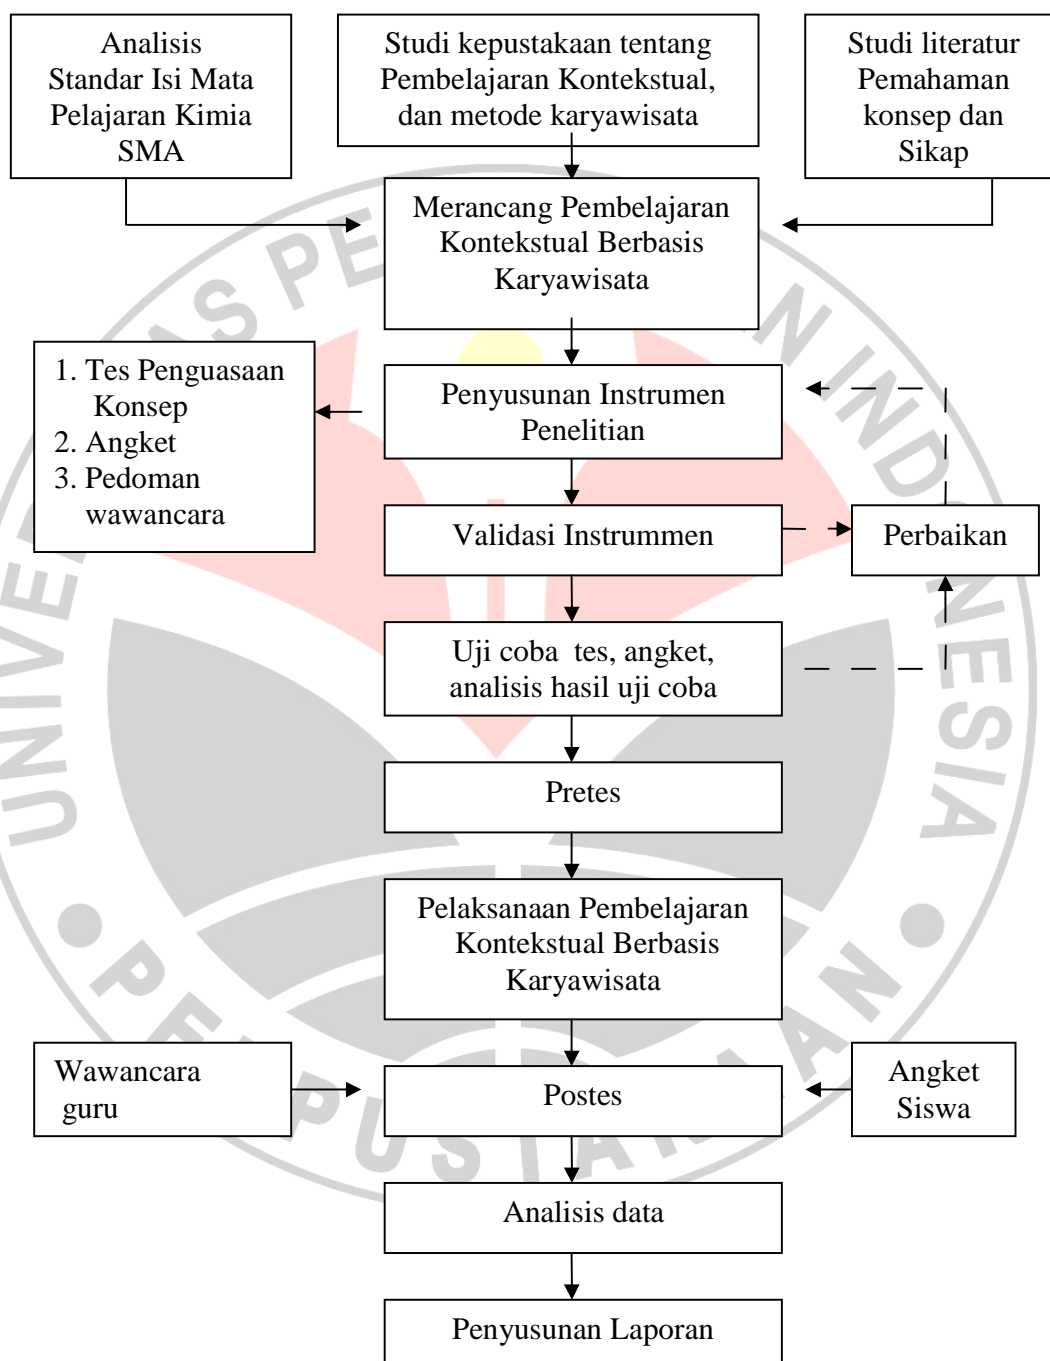 Analisis
Standar Isi Mata
Pelajaran Kimia
SMA
Studi kepustakaan tentang
Pembelajaran Kontekstual,
dan metode karyawisata
Studi literatur
Pemahaman
konsep dan
Sikap
Merancang Pembelajaran
Kontekstual Berbasis
Karyawisata
1. Tes Penguasaan
Konsep
2. Angket
3. Pedoman
wawancara
Penyusunan Instrumen
Penelitian
Validasi Instrummen
Perbaikan
Uji coba tes, angket,
analisis hasil uji coba
Pretes
Pelaksanaan Pembelajaran
Kontekstual Berbasis
Karyawisata
Wawancara
guru
Postes
Angket
Siswa
Analisis data
Penyusunan Laporan